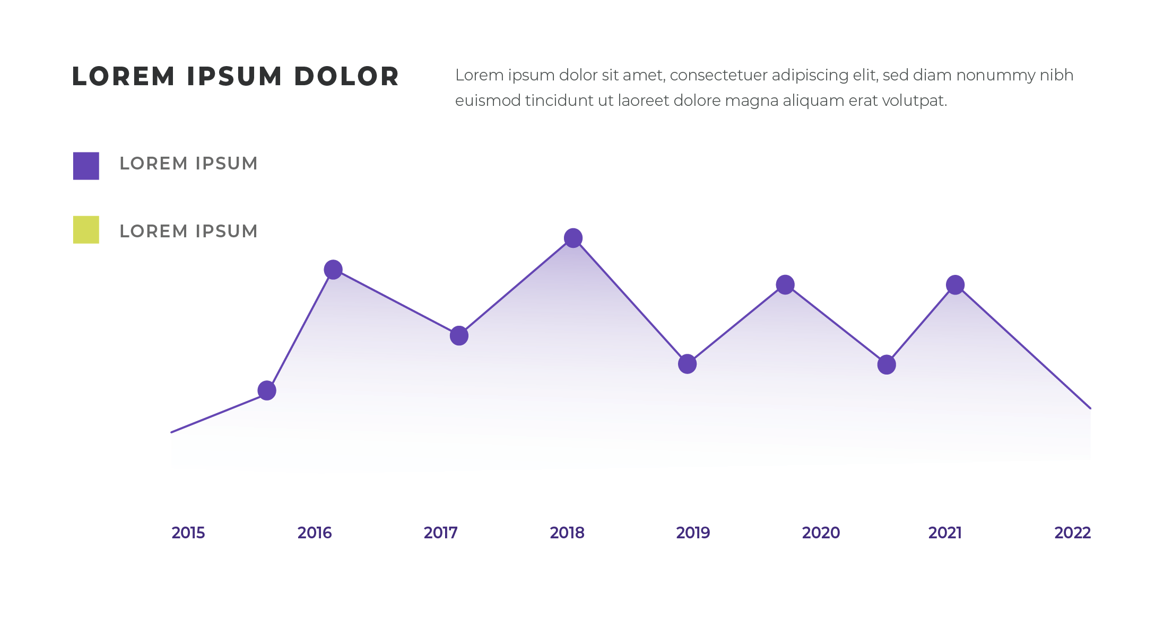 LOREM IPSUM DOLOR
Lorem ipsum dolor sit amet, consectetuer adipiscing elit, sed diam nonummy nibh
euismod tincidunt ut laoreet dolore magna aliquam erat volutpat.
LOREM IPSUM
LOREM IPSUM
2015 2016 2017 2018 2019 2020 2021 2022